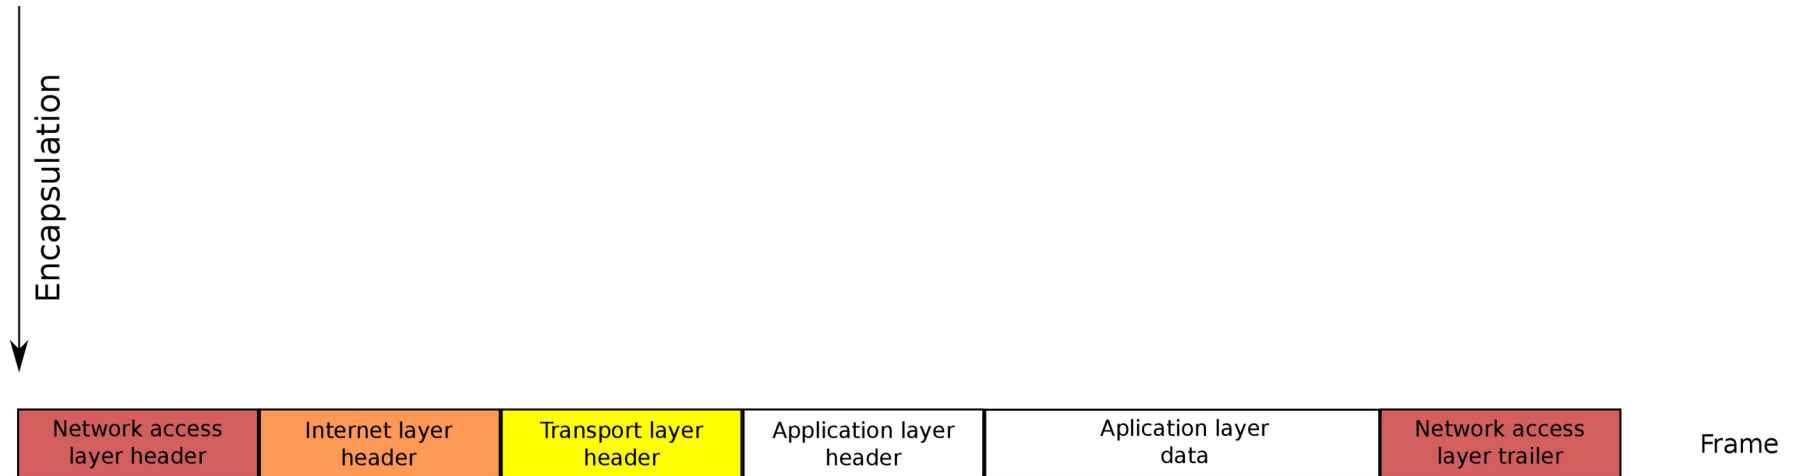 Encapsulation
Network access
layer header
Internet layer
header
Transport layer
header
Application layer
header
Aplication layer
data
Network access
layer trailer
Frame